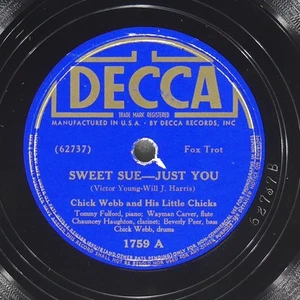 DECCA
TRADE MARK REGISTERED
MANUFACTURED IN U.S.A. · BY DECCA RECORDS, INC
(62737) Fox Trot
SWEET SUE—JUST YOU
(Victor Young-Will J. Harris)
Chick Webb and His Little Chicks
Tommy Fulford, piano; Wayman Carver, flute
Chauncey Haughton, clarinet; Beverly Peer, bass
Chick Webb, drums
1759 A